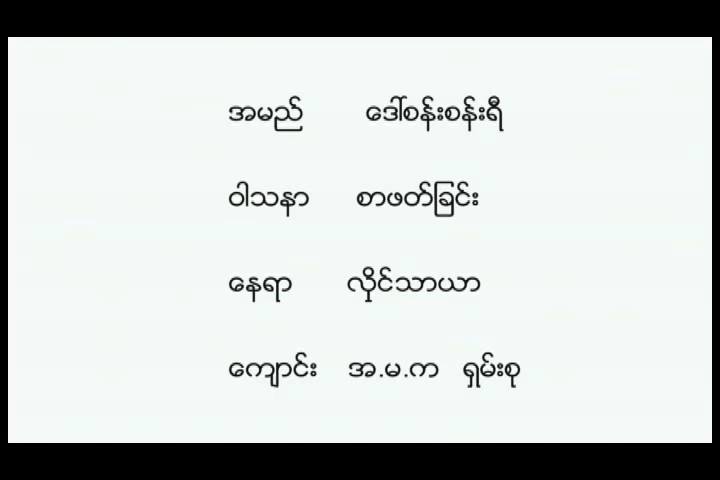 အမည် ဒေါ်စန်းစန်းရီ
ဝါသနာ စာဖတ်ခြင်း
နေရာ လှိုင်သာယာ
ကျောင်း အ.မ.က ရှမ်းစု